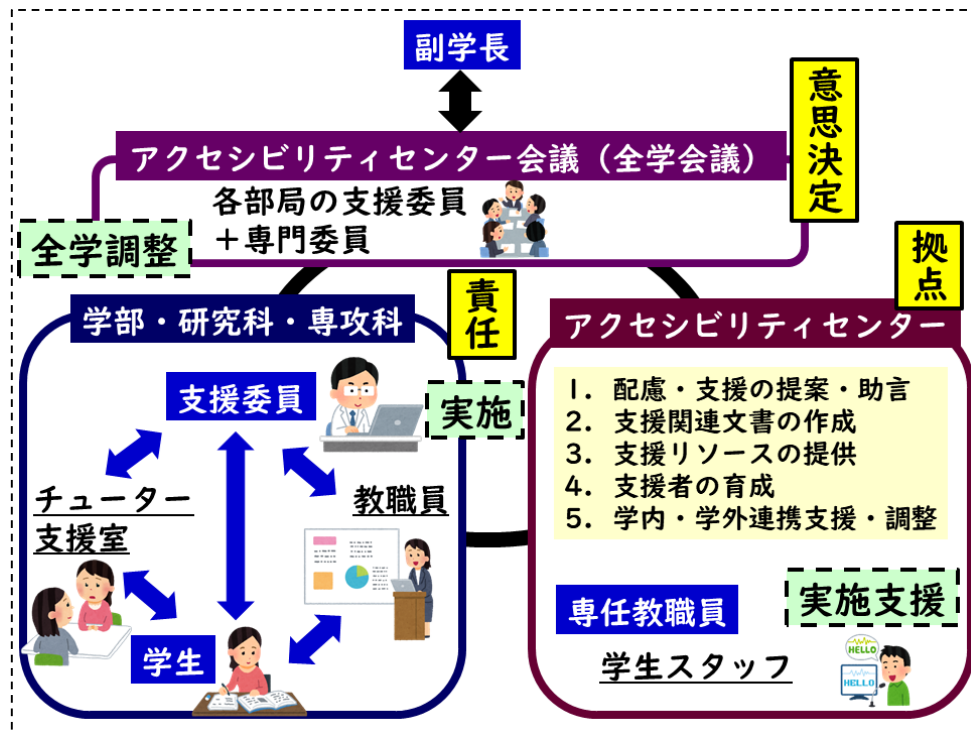 副学長
意思決定
アクセシビリティセンター会議（全学会議）
各部局の支援委員
＋専門委員
全学調整
拠点
責任
学部・研究科・専攻科
アクセシビリティセンター
支援委員
実施
チューター
支援室
教職員
学生
1. 配慮・支援の提案・助言
2. 支援関連文書の作成
3. 支援リソースの提供
4. 支援者の育成
5. 学内・学外連携支援・調整
専任教職員
実施支援
学生スタッフ
HELLO
HELLO